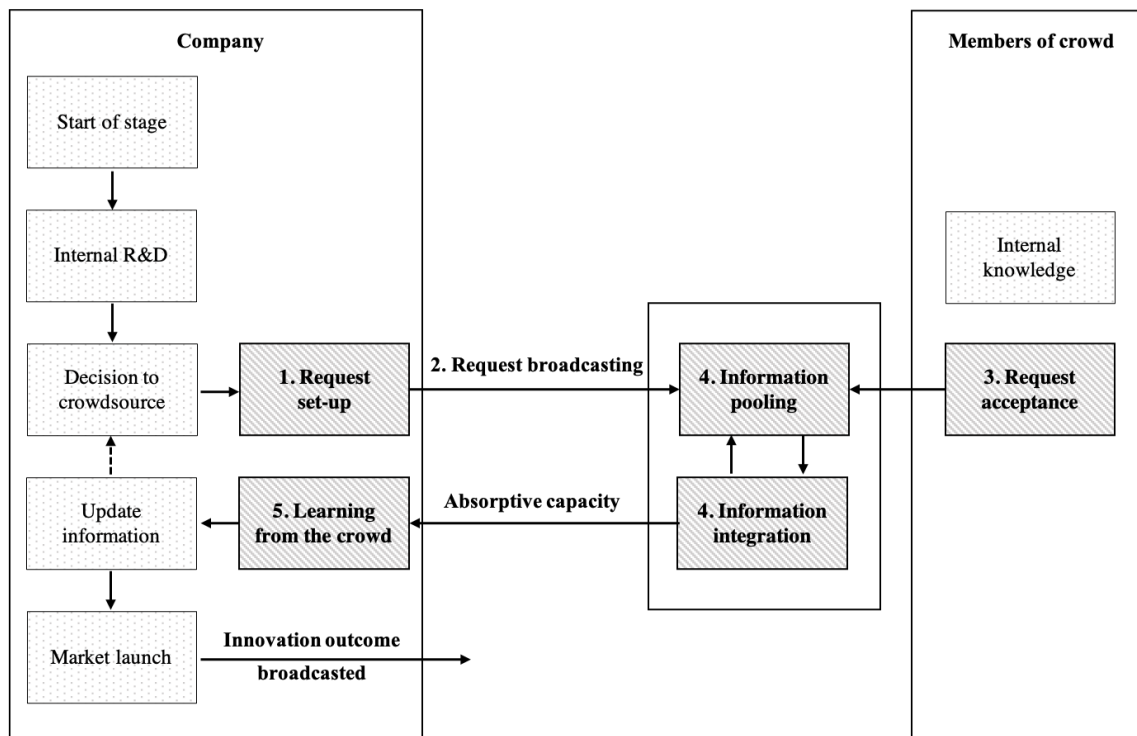 Company
Members of crowd
Start of stage
Internal R&D
Internal
knowledge
Decision to
crowdsource
1. Request
set-up
2. Request broadcasting
4. Information
pooling
3. Request
acceptance
Update
information
5. Learning
from the crowd
Absorptive capacity
4. Information
integration
Market launch
Innovation outcome
broadcasted